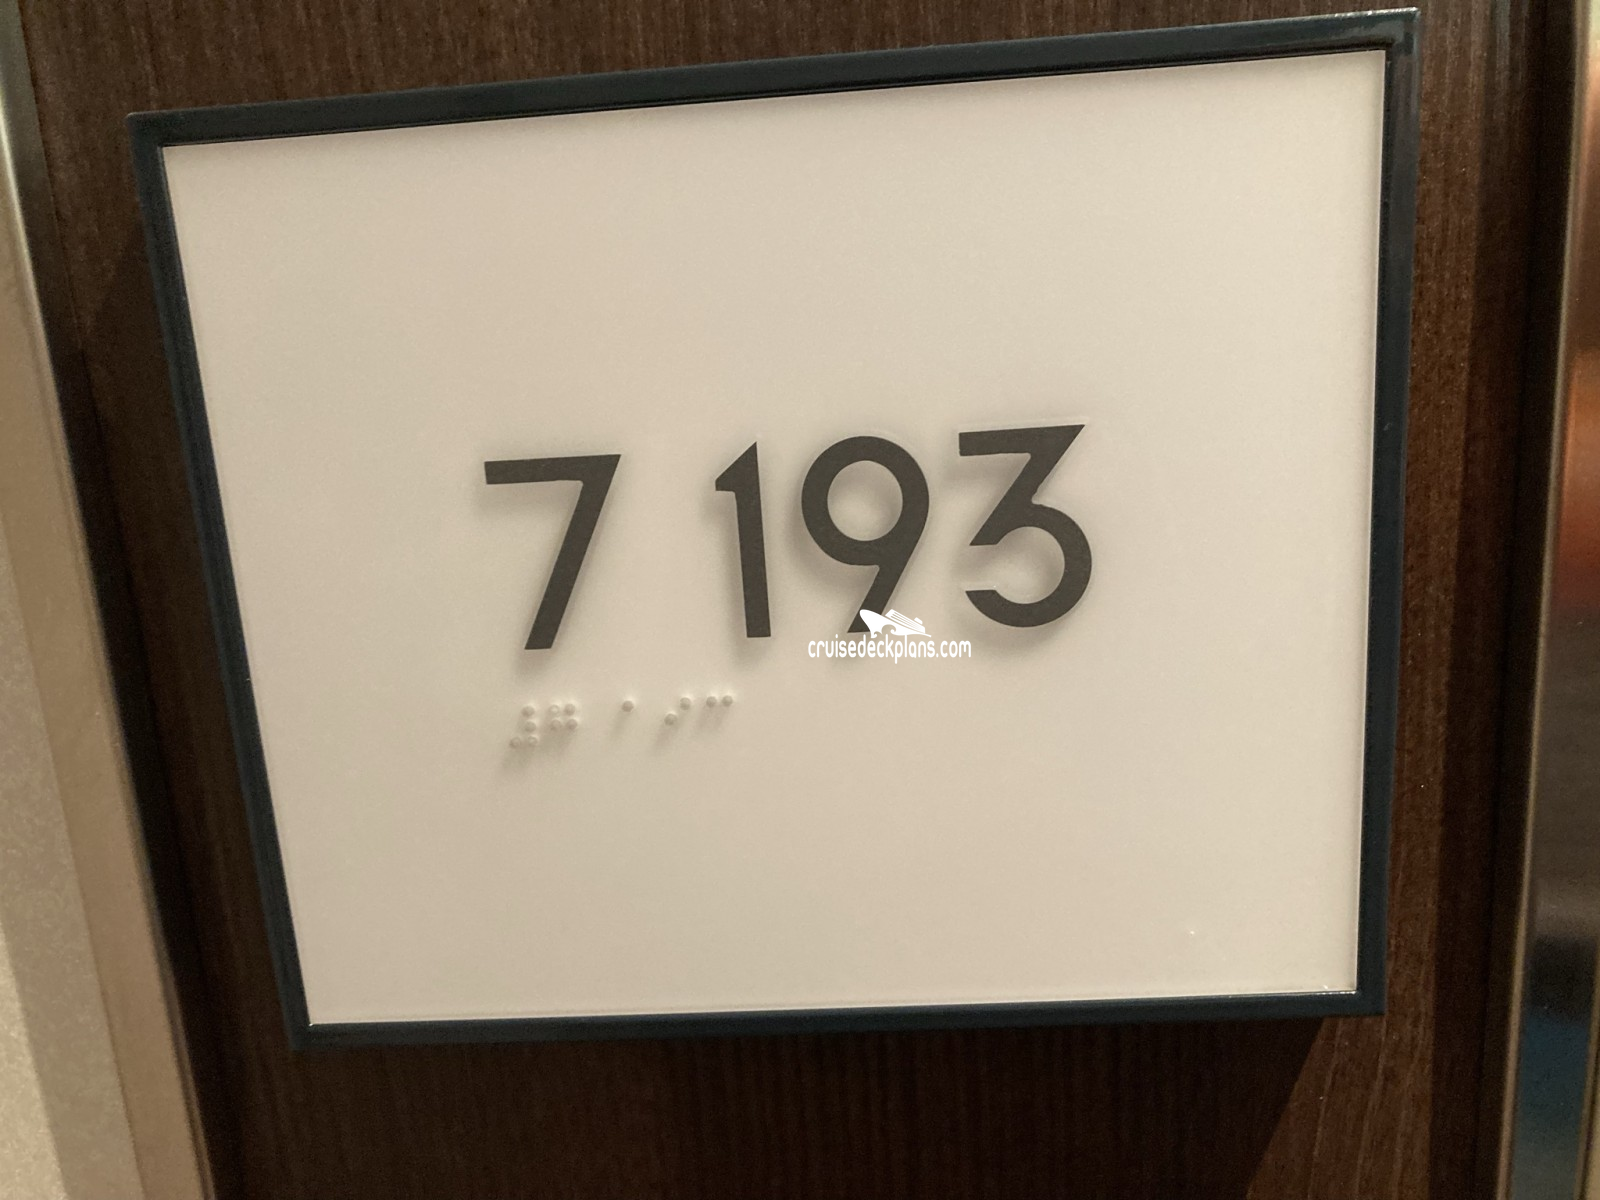 7 193
cruisedeckplans.com
⠼⠛⠁⠊⠉